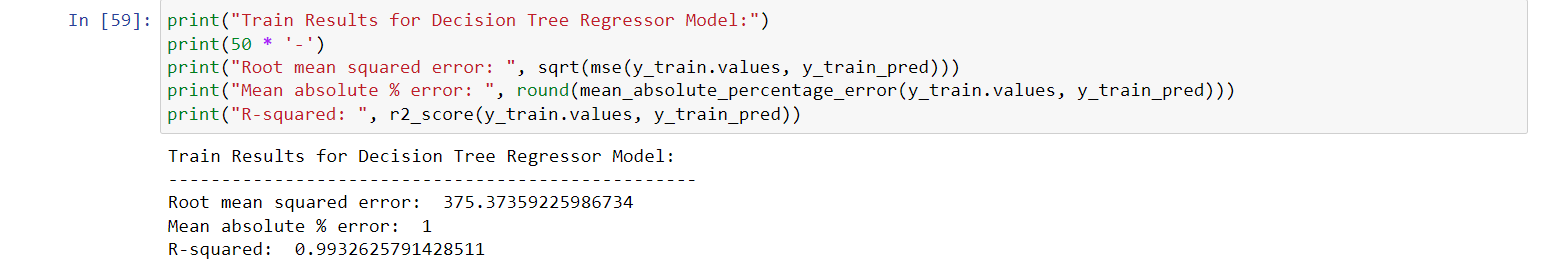 In [59]: print("Train Results for Decision Tree Regressor Model:")
print(50 * '-')
print("Root mean squared error: ", sqrt(mse(y_train.values, y_train_pred)))
print("Mean absolute % error: ", round(mean_absolute_percentage_error(y_train.values, y_train_pred)))
print("R-squared: ", r2_score(y_train.values, y_train_pred))
Train Results for Decision Tree Regressor Model:
--------------------------------------------------
Root mean squared error:  375.37359225986734
Mean absolute % error:  1
R-squared:  0.9932625791428511